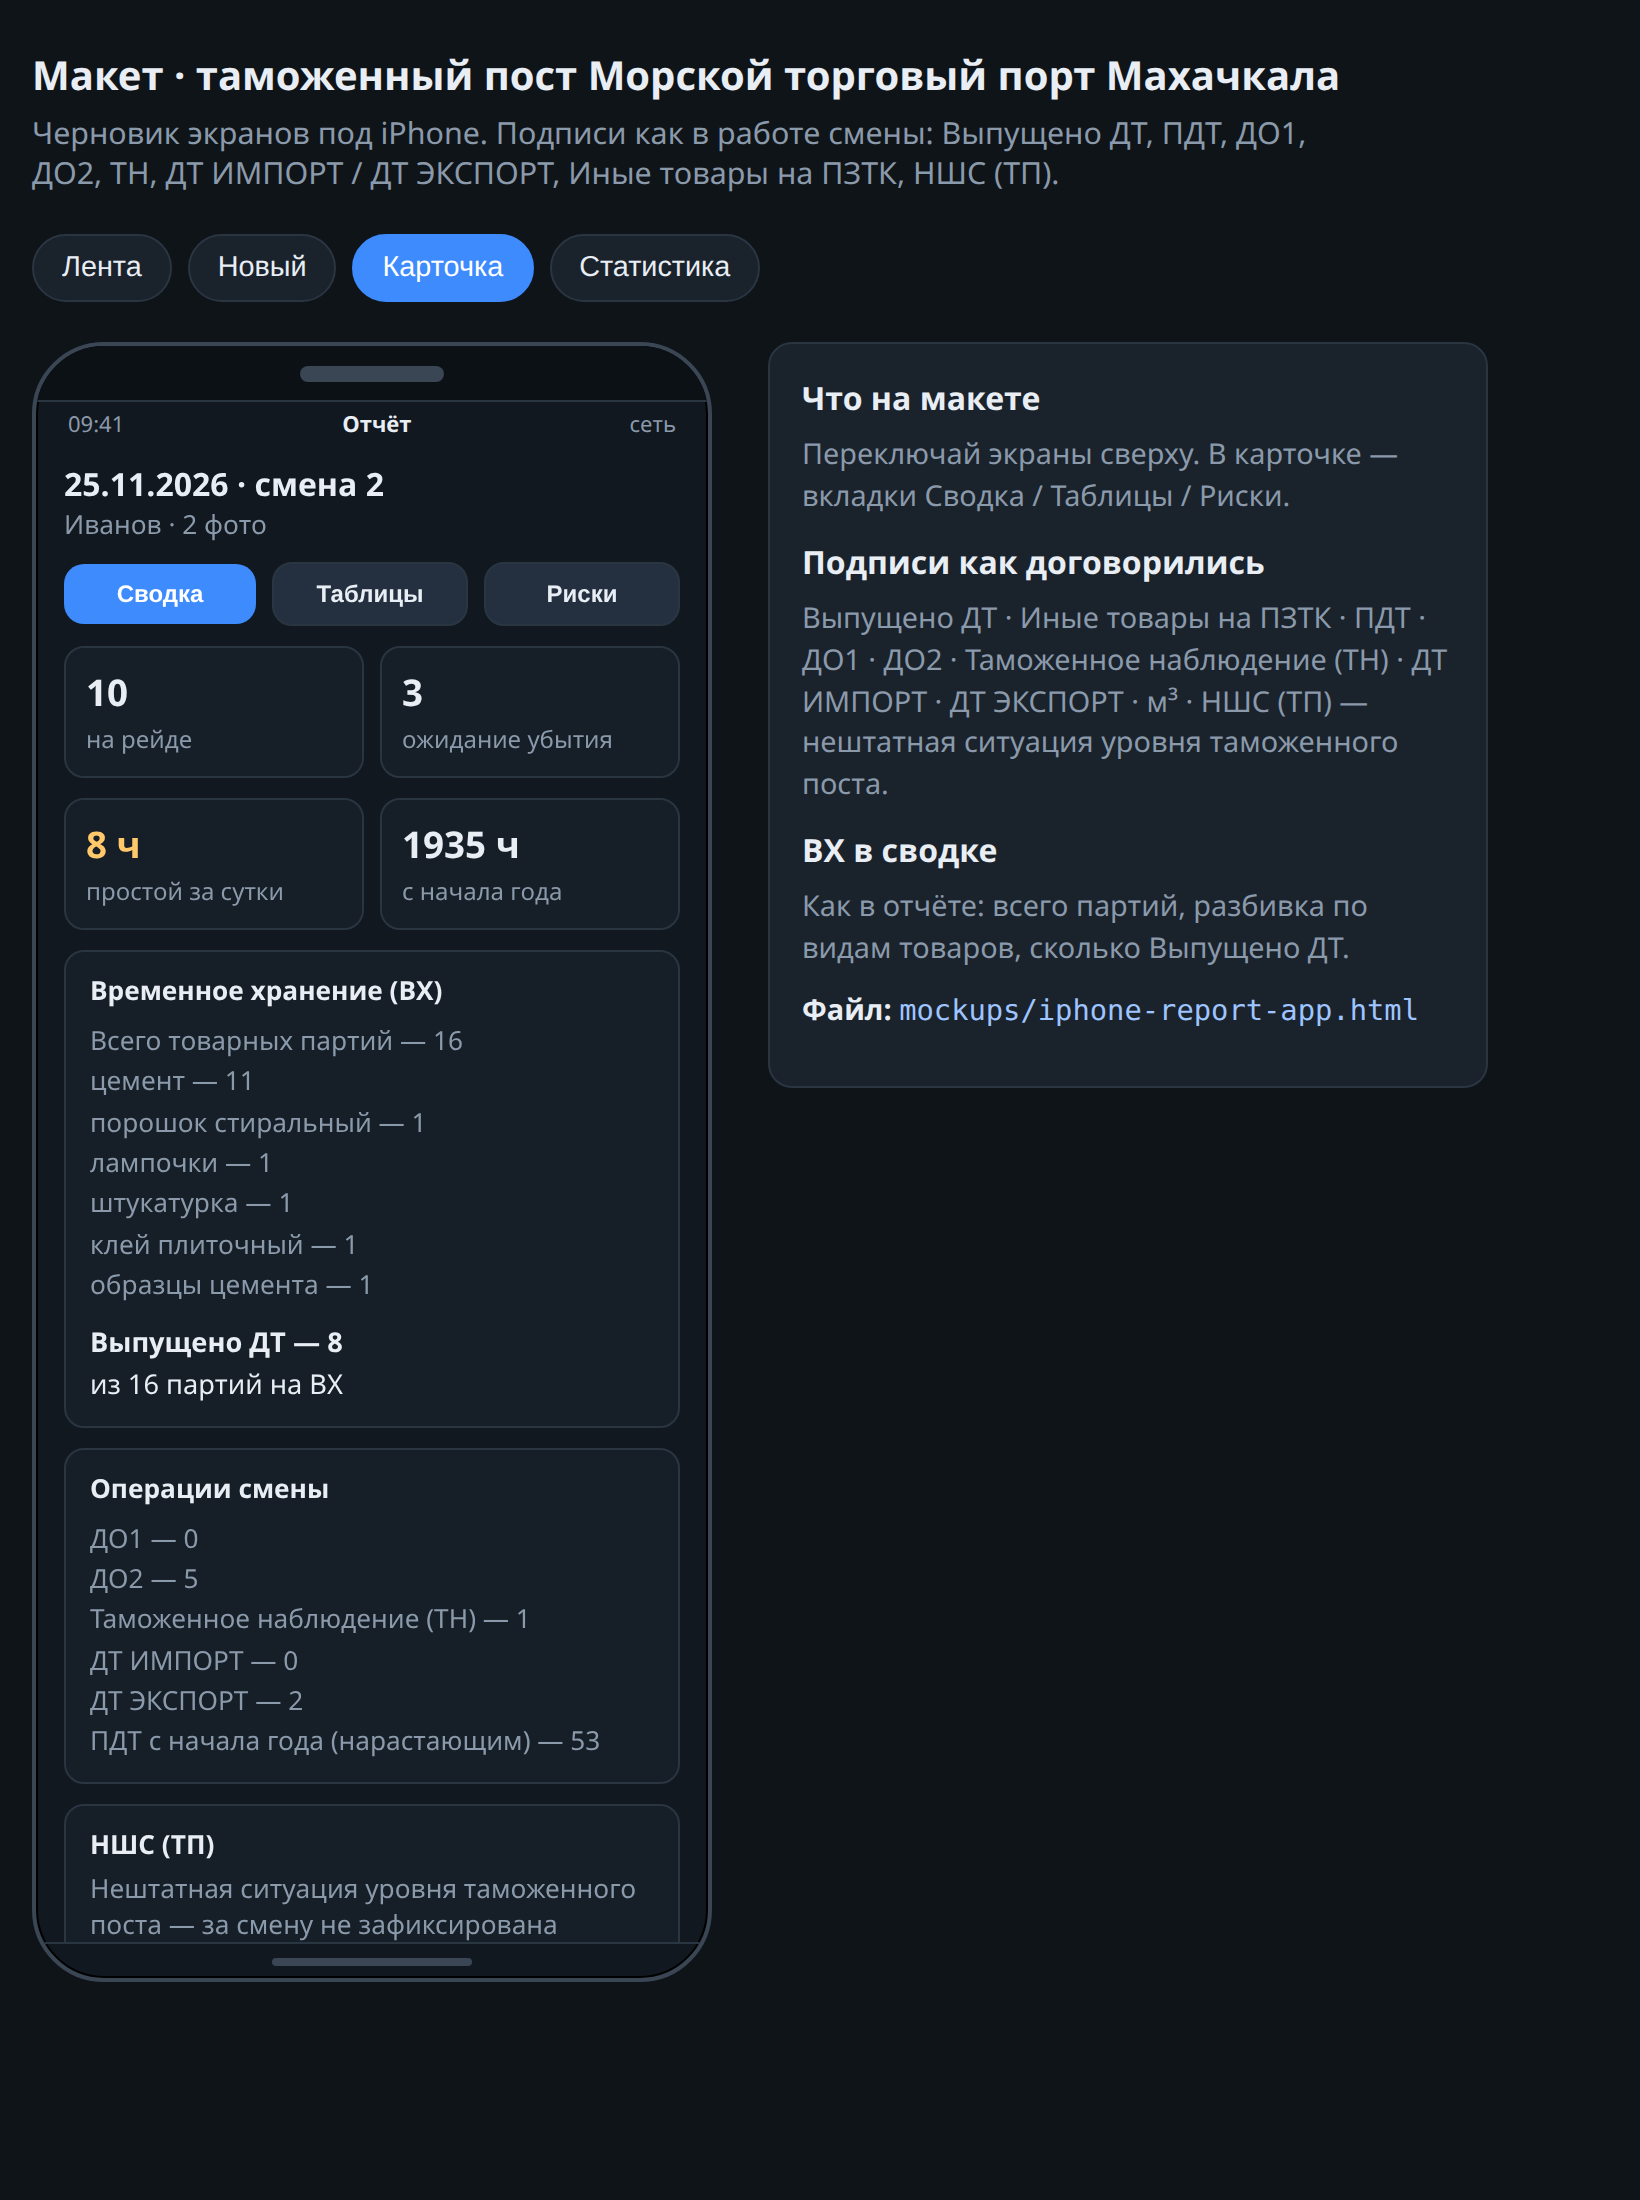 Макет · таможенный пост Морской торговый порт Махачкала
Черновик экранов под iPhone. Подписи как в работе смены: Выпущено ДТ, ПДТ, ДО1,
ДО2, ТН, ДТ ИМПОРТ / ДТ ЭКСПОРТ, Иные товары на ПЗТК, НШС (ТП).
Лента
Новый
Карточка
Статистика
09:41
Отчёт
сеть
25.11.2026 · смена 2
Иванов · 2 фото
Сводка
Таблицы
Риски
10
на рейде
3
ожидание убытия
8 ч
простой за сутки
1935 ч
с начала года
Временное хранение (ВХ)
Всего товарных партий — 16
цемент — 11
порошок стиральный — 1
лампочки — 1
штукатурка — 1
клей плиточный — 1
образцы цемента — 1
Выпущено ДТ — 8
из 16 партий на ВХ
Операции смены
ДО1 — 0
ДО2 — 5
Таможенное наблюдение (ТН) — 1
ДТ ИМПОРТ — 0
ДТ ЭКСПОРТ — 2
ПДТ с начала года (нарастающим) — 53
НШС (ТП)
Нештатная ситуация уровня таможенного
поста — за смену не зафиксирована
Что на макете
Переключай экраны сверху. В карточке —
вкладки Сводка / Таблицы / Риски.
Подписи как договорились
Выпущено ДТ · Иные товары на ПЗТК · ПДТ ·
ДО1 · ДО2 · Таможенное наблюдение (ТН) · ДТ
ИМПОРТ · ДТ ЭКСПОРТ · м³ · НШС (ТП) —
нештатная ситуация уровня таможенного
поста.
ВХ в сводке
Как в отчёте: всего партий, разбивка по
видам товаров, сколько Выпущено ДТ.
Файл: mockups/iphone-report-app.html